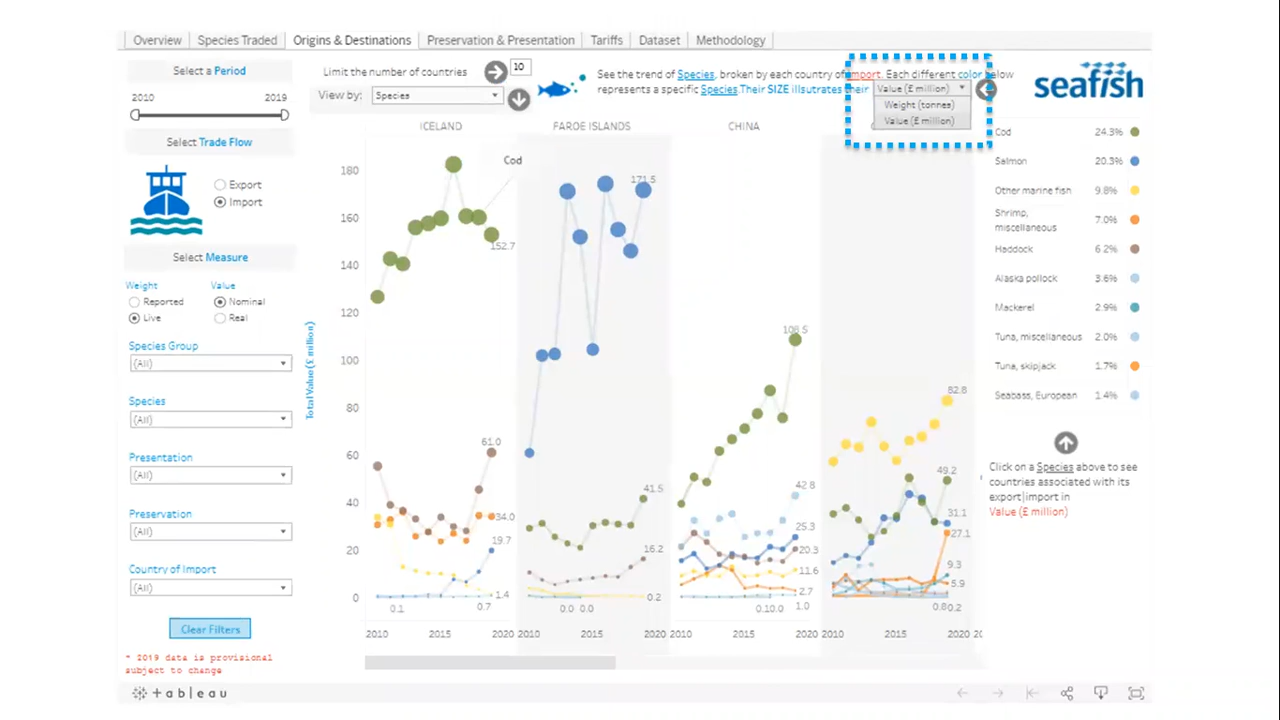 Overview Species Traded Origins & Destinations Preservation & Presentation Tariffs Dataset Methodology
Select a Period
2010 2019
Select Trade Flow
Export
Import
Select Measure
Weight Value
Reported Nominal
Live Real
Species Group
(All)
Species
(All)
Presentation
(All)
Preservation
(All)
Country of Import
(All)
Clear Filters
* 2019 data is provisional
subject to change
Limit the number of countries 10
View by: Species
See the trend of Species, broken by each country of import. Each different color below
represents a specific Species.Their SIZE illsutrates their Value (£ million)
Weight (tonnes)
Value (£ million)
seafish
ICELAND FAROE ISLANDS CHINA
Total Value (£ million)
180
160
140
120
100
80
60
40
20
0
Cod
152.7
61.0
34.0
19.7
1.4
0.1 0.7
171.5
41.5
16.2
0.2
0.0 0.0
108.5
42.8
25.3
20.3
11.6
2.7
1.0
0.1 0.0
82.8
49.2
31.1
27.1
9.3
5.9
0.8 0.2
2010 2015 2020 2010 2015 2020 2010 2015 2020 2010 2015 2020 20
Cod 24.3%
Salmon 20.3%
Other marine fish 9.8%
Shrimp,
miscellaneous 7.0%
Haddock 6.2%
Alaska pollock 3.6%
Mackerel 2.9%
Tuna, miscellaneous 2.0%
Tuna, skipjack 1.7%
Seabass, European 1.4%
Click on a Species above to see
countries associated with its
export|import in
Value (£ million)
+ a b l e a u